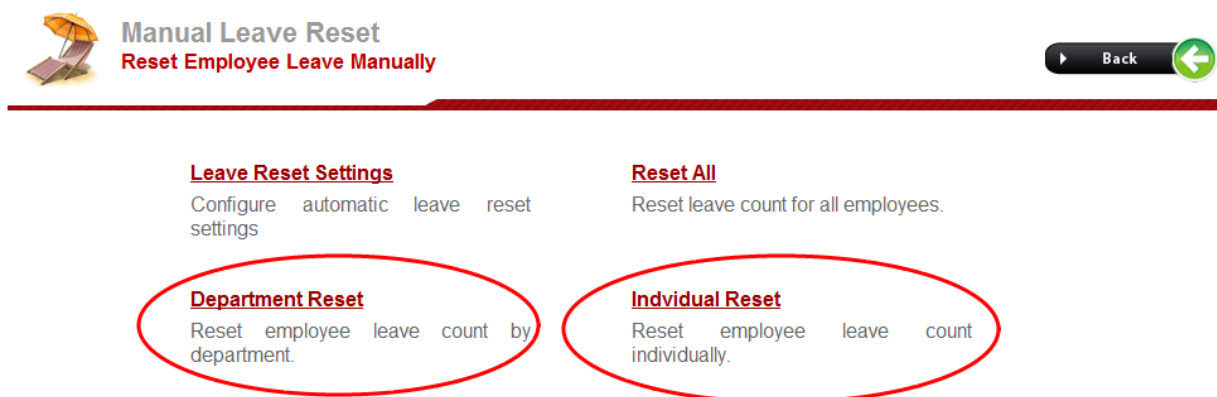 Manual Leave Reset
Reset Employee Leave Manually
Back
Leave Reset Settings
Configure automatic leave reset
settings
Reset All
Reset leave count for all employees.
Department Reset
Reset employee leave count by
department.
Indvidual Reset
Reset employee leave count
individually.